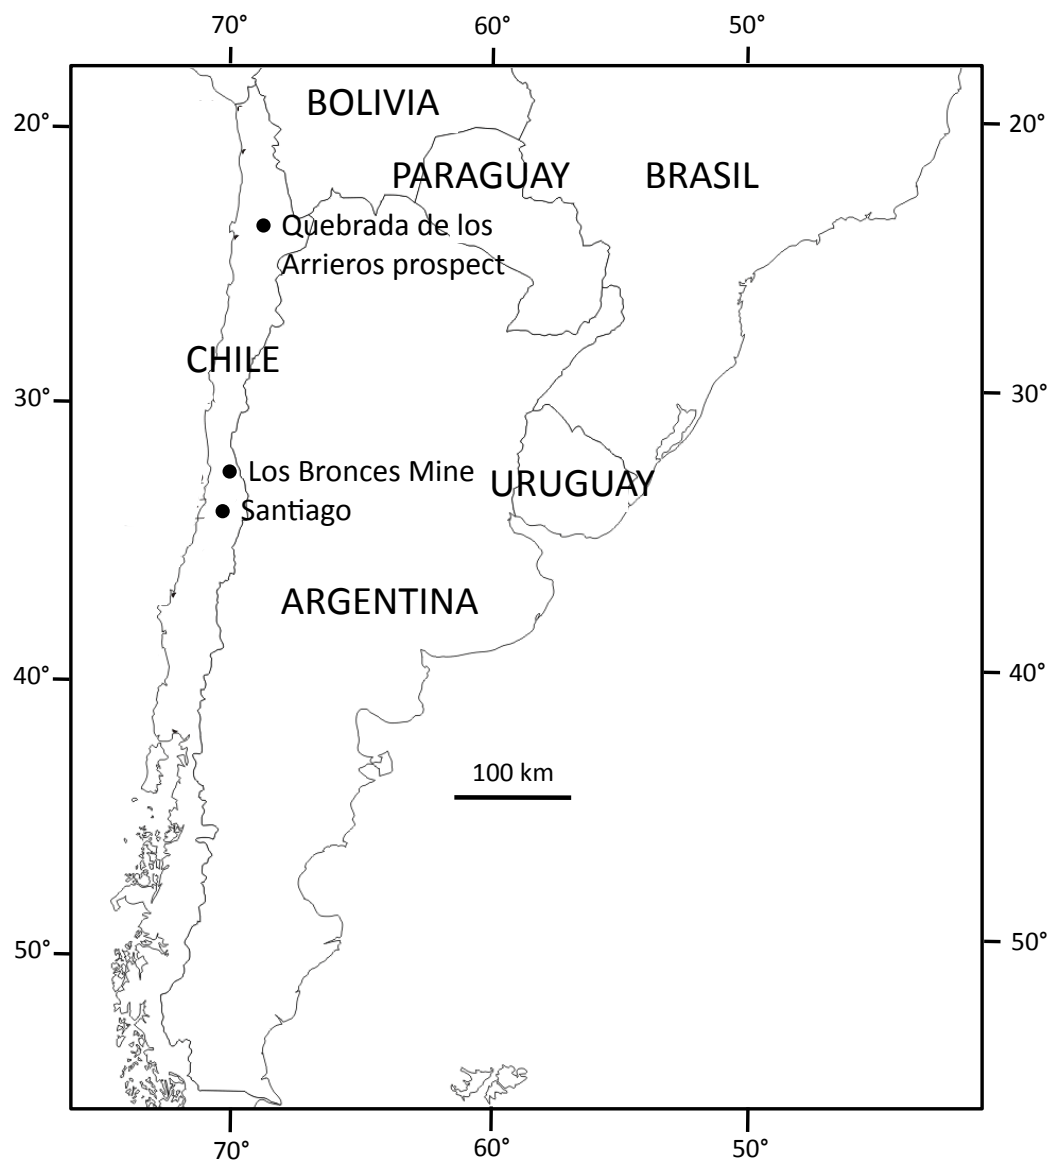 70° 60° 50°
BOLIVIA
20° 20°
PARAGUAY BRASIL
Quebrada de los
Arrieros prospect
CHILE
30° 30°
Los Bronces Mine
URUGUAY
Santiago
ARGENTINA
40° 40°
100 km
50° 50°
70° 60° 50°